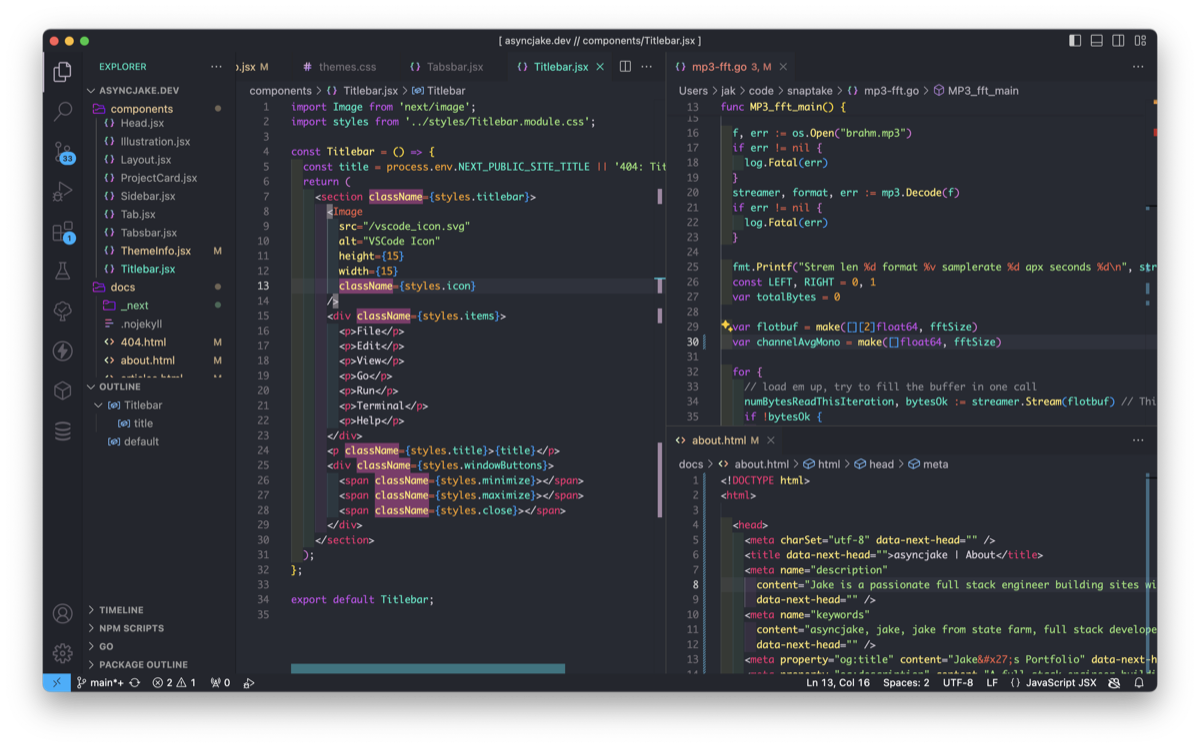 [ asyncjake.dev // components/Titlebar.jsx ]
EXPLORER
ASYNCJAKE.DEV
components
Head.jsx
Illustration.jsx
Layout.jsx
ProjectCard.jsx
Sidebar.jsx
Tab.jsx
Tabsbar.jsx
ThemeInfo.jsx M
Titlebar.jsx
docs
_next
.nojekyll
404.html M
about.html M
OUTLINE
Titlebar
title
default
TIMELINE
NPM SCRIPTS
GO
PACKAGE OUTLINE
33
1
.jsx M # themes.css Tabsbar.jsx Titlebar.jsx
components > Titlebar.jsx > Titlebar
1 import Image from 'next/image';
2 import styles from '../styles/Titlebar.module.css';
3
4 const Titlebar = () => {
5 const title = process.env.NEXT_PUBLIC_SITE_TITLE || '404: Tit
6 return (
7 <section className={styles.titlebar}>
8 <Image
9 src="/vscode_icon.svg"
10 alt="VSCode Icon"
11 height={15}
12 width={15}
13 className={styles.icon}
14 />
15 <div className={styles.items}>
16 <p>File</p>
17 <p>Edit</p>
18 <p>View</p>
19 <p>Go</p>
20 <p>Run</p>
21 <p>Terminal</p>
22 <p>Help</p>
23 </div>
24 <p className={styles.title}>{title}</p>
25 <div className={styles.windowButtons}>
26 <span className={styles.minimize}></span>
27 <span className={styles.maximize}></span>
28 <span className={styles.close}></span>
29 </div>
30 </section>
31 );
32 };
33
34 export default Titlebar;
35
mp3-fft.go 3, M
Users > jak > code > snaptake > mp3-fft.go > MP3_fft_main
13 func MP3_fft_main() {
15
16 f, err := os.Open("brahm.mp3")
17 if err != nil {
18 log.Fatal(err)
19 }
20 streamer, format, err := mp3.Decode(f)
21 if err != nil {
22 log.Fatal(err)
23 }
24
25 fmt.Printf("Strem len %d format %v samplerate %d apx seconds %d\n", str
26 const LEFT, RIGHT = 0, 1
27 var totalBytes = 0
28
29 var flotbuf = make([][2]float64, fftSize)
30 var channelAvgMono = make([]float64, fftSize)
31
32 for {
33 // load em up, try to fill the buffer in one call
34 numBytesReadThisIteration, bytesOk := streamer.Stream(flotbuf) // Thi
35 if !bytesOk {
about.html M
docs > about.html > html > head > meta
1 <!DOCTYPE html>
2 <html>
3
4 <head>
5 <meta charSet="utf-8" data-next-head="" />
6 <title data-next-head="">asyncjake | About</title>
7 <meta name="description"
8 content="Jake is a passionate full stack engineer building sites wi
9 data-next-head="" />
10 <meta name="keywords"
11 content="asyncjake, jake, jake from state farm, full stack develope
12 data-next-head="" />
13 <meta property="og:title" content="Jake&#x27;s Portfolio" data-next-h
main*+ 2 1 0
Ln 13, Col 16 Spaces: 2 UTF-8 LF JavaScript JSX